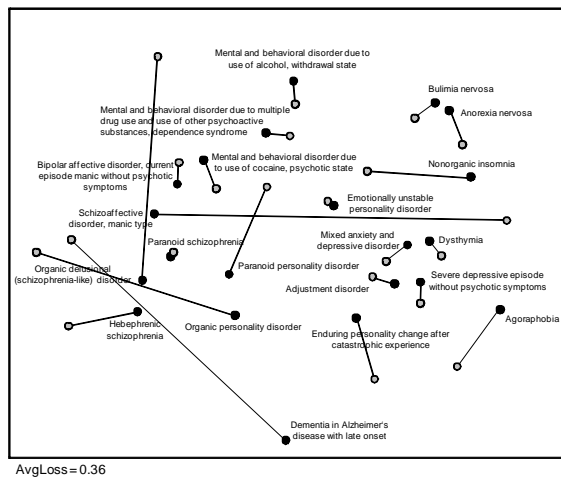 Mental and behavioral disorder due to
use of alcohol, withdrawal state
Bulimia nervosa
Mental and behavioral disorder due to multiple
drug use and use of other psychoactive
substances, dependence syndrome
Anorexia nervosa
Bipolar affective disorder, current
episode manic without psychotic
symptoms
Mental and behavioral disorder due
to use of cocaine, psychotic state
Nonorganic insomnia
Schizoaffective
disorder, manic type
Emotionally unstable
personality disorder
Paranoid schizophrenia
Mixed anxiety and
depressive disorder
Dysthymia
Organic delusional
(schizophrenia-like) disorder
Paranoid personality disorder
Adjustment disorder
Severe depressive episode
without psychotic symptoms
Hebephrenic
schizophrenia
Organic personality disorder
Enduring personality change after
catastrophic experience
Agoraphobia
Dementia in Alzheimer's
disease with late onset
AvgLoss=0.36